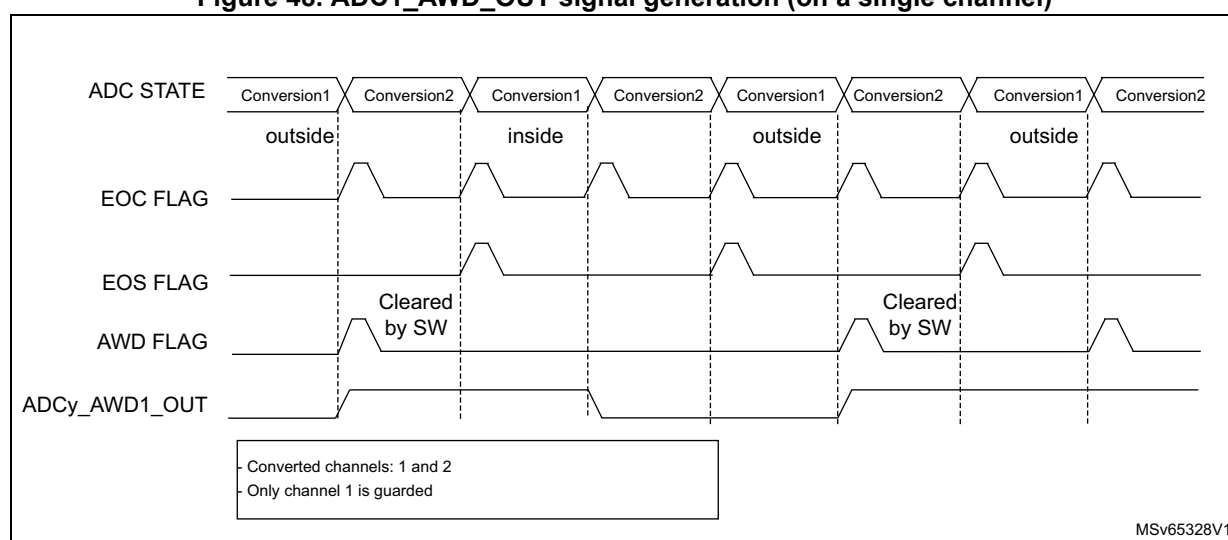 Figure 48. ADC1_AWD_OUT signal generation (on a single channel)
ADC STATE
Conversion1 Conversion2 Conversion1 Conversion2 Conversion1 Conversion2 Conversion1 Conversion2
outside inside outside outside
EOC FLAG
EOS FLAG
Cleared by SW Cleared by SW
AWD FLAG
ADCy_AWD1_OUT
- Converted channels: 1 and 2
- Only channel 1 is guarded
MSv65328V1